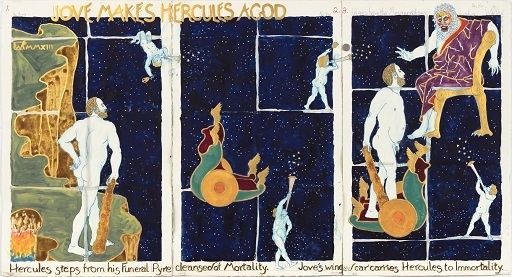 JOVE MAKES HERCULES A GOD
MMXIII
Hercules steps from his Funeral Pyre cleansed of Mortality. Jove's winged car carries Hercules to Immortality.